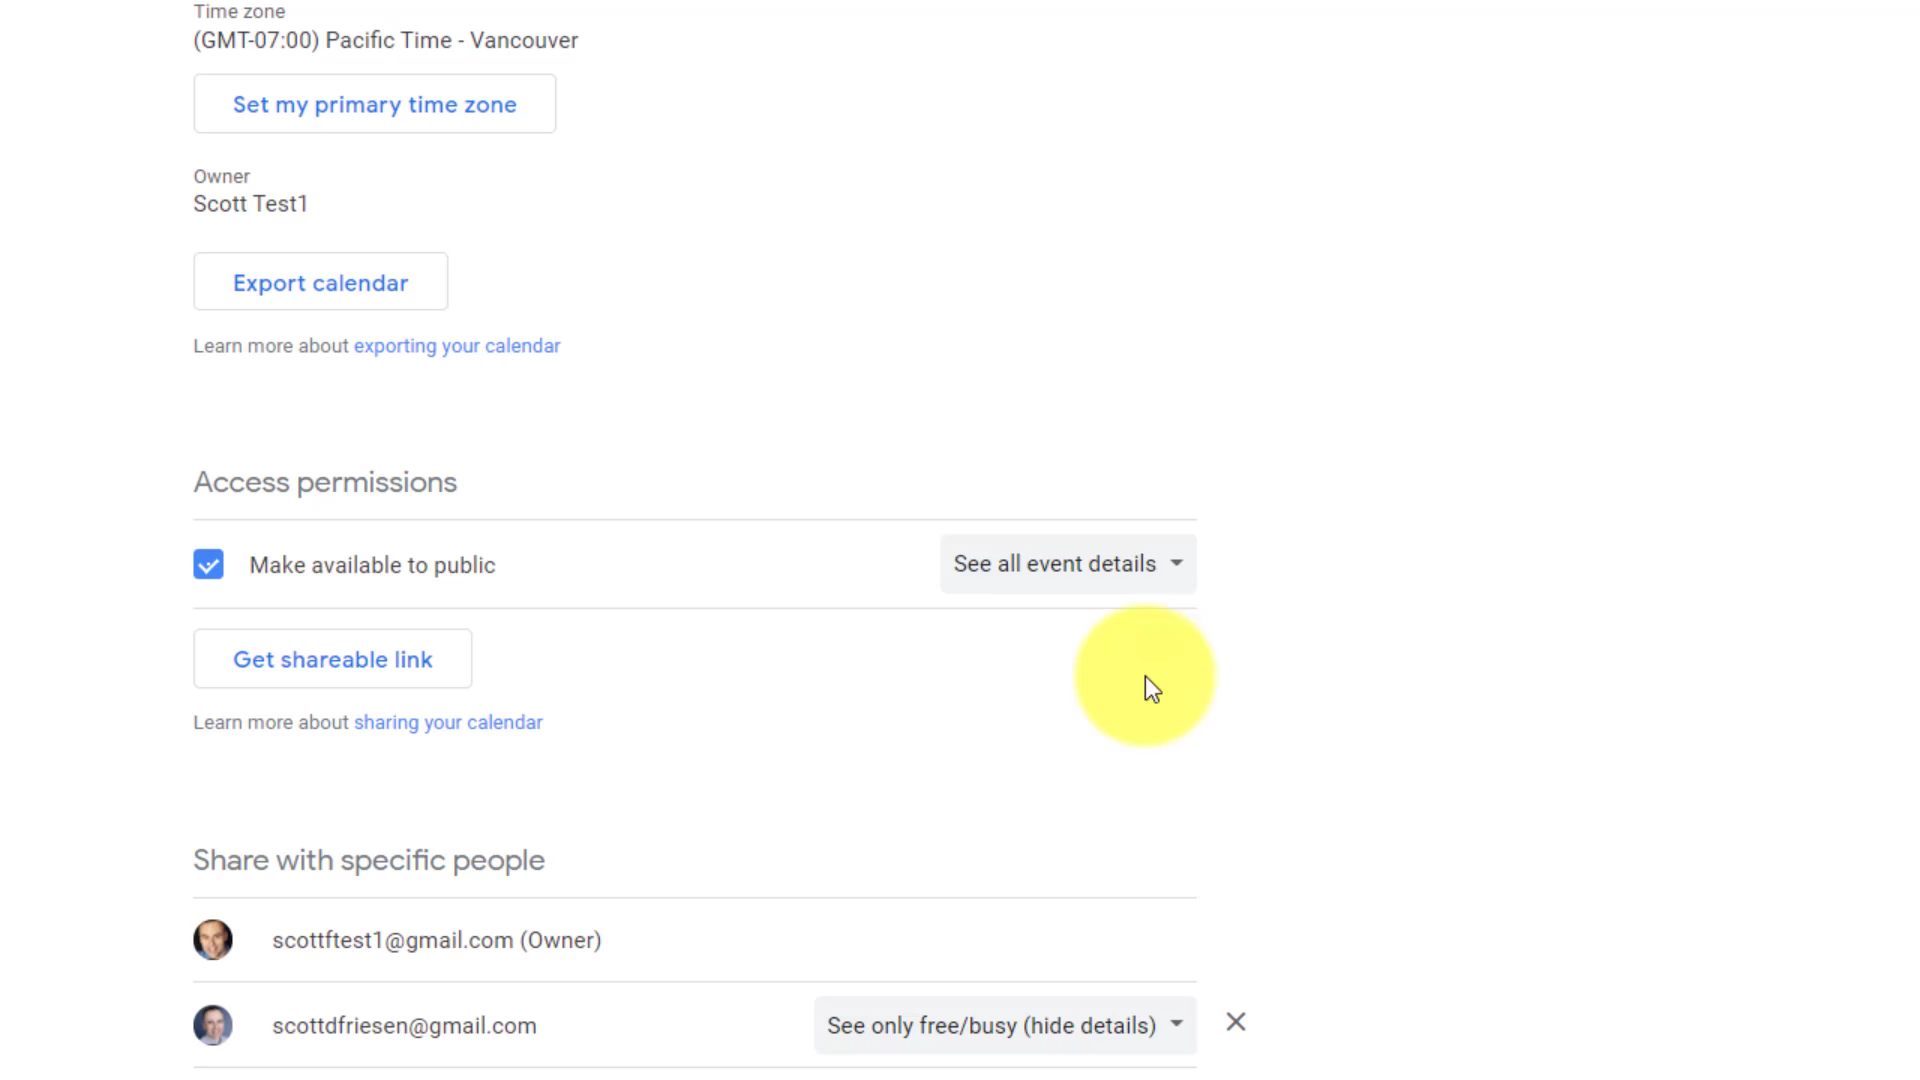 Time zone
(GMT-07:00) Pacific Time - Vancouver
Set my primary time zone
Owner
Scott Test1
Export calendar
Learn more about exporting your calendar
Access permissions
Make available to public
See all event details
Get shareable link
Learn more about sharing your calendar
Share with specific people
scottftest1@gmail.com (Owner)
scottdfriesen@gmail.com
See only free/busy (hide details)